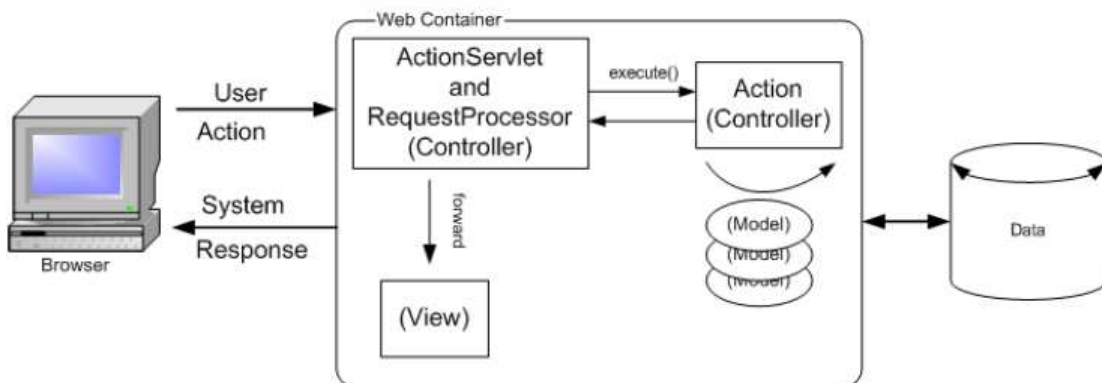 Web Container
ActionServlet
and
RequestProcessor
(Controller)
execute()
Action
(Controller)
User
Action
System
Response
Browser
forward
(View)
(Model)
(Model)
(Model)
Data